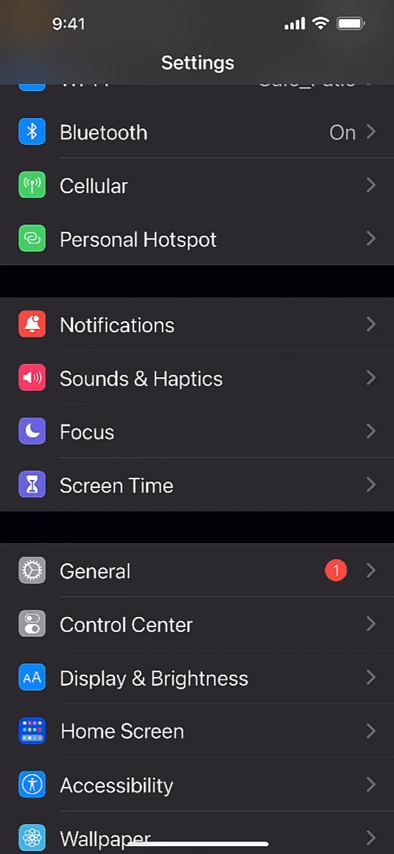 9:41
Settings
Bluetooth On
Cellular
Personal Hotspot
Notifications
Sounds & Haptics
Focus
Screen Time
General 1
Control Center
AA Display & Brightness
Home Screen
Accessibility
Wallpaper